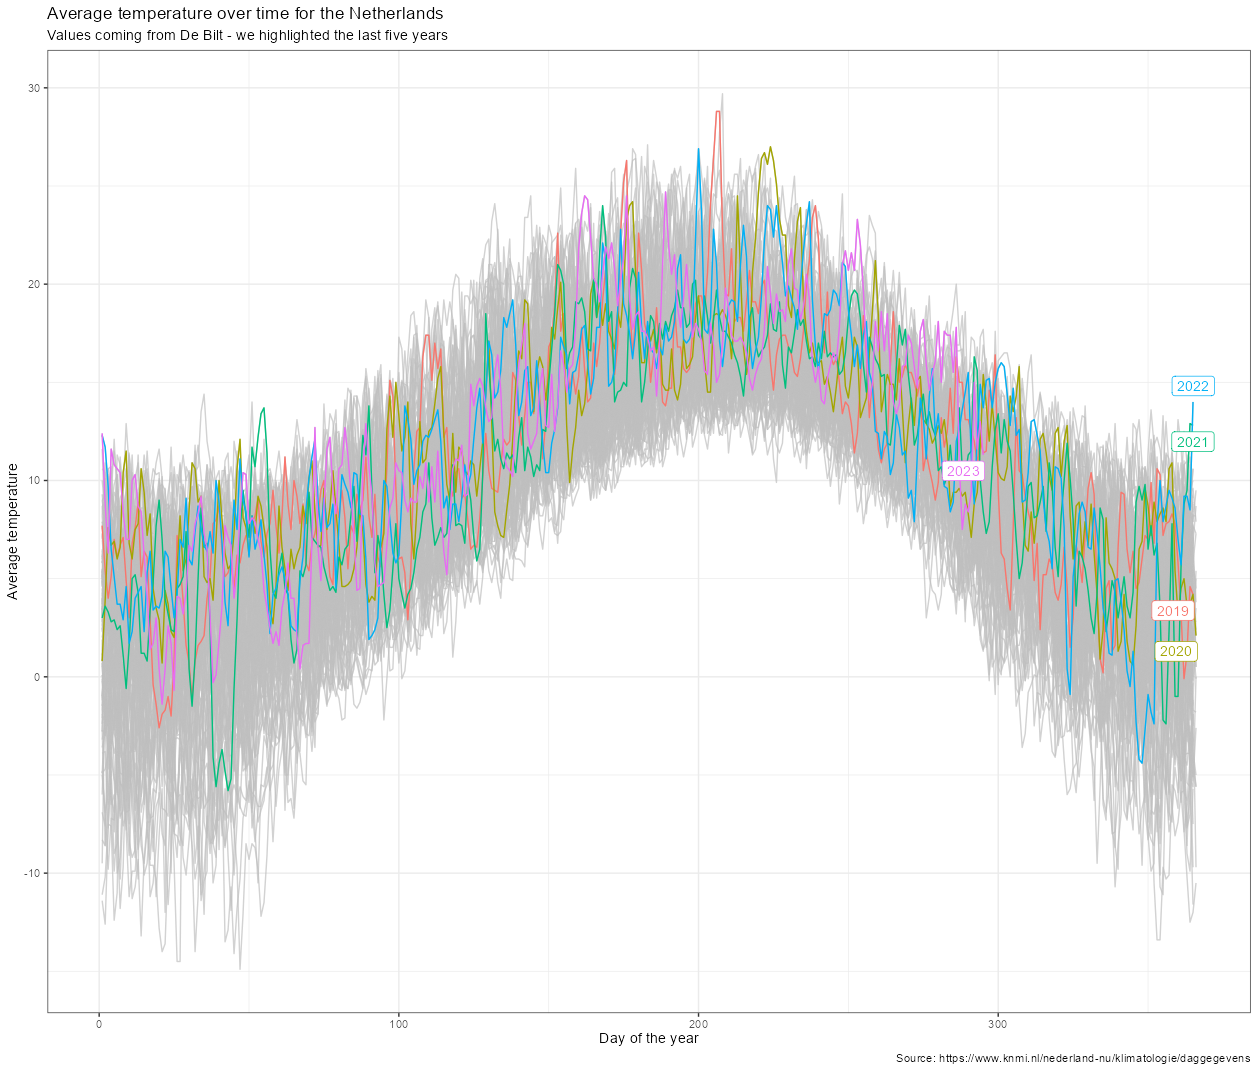 Average temperature over time for the Netherlands
Values coming from De Bilt - we highlighted the last five years
30
20
10
0
-10
Average temperature
2022
2021
2023
2019
2020
0
100
200
300
Day of the year
Source: https://www.knmi.nl/nederland-nu/klimatologie/daggegevens